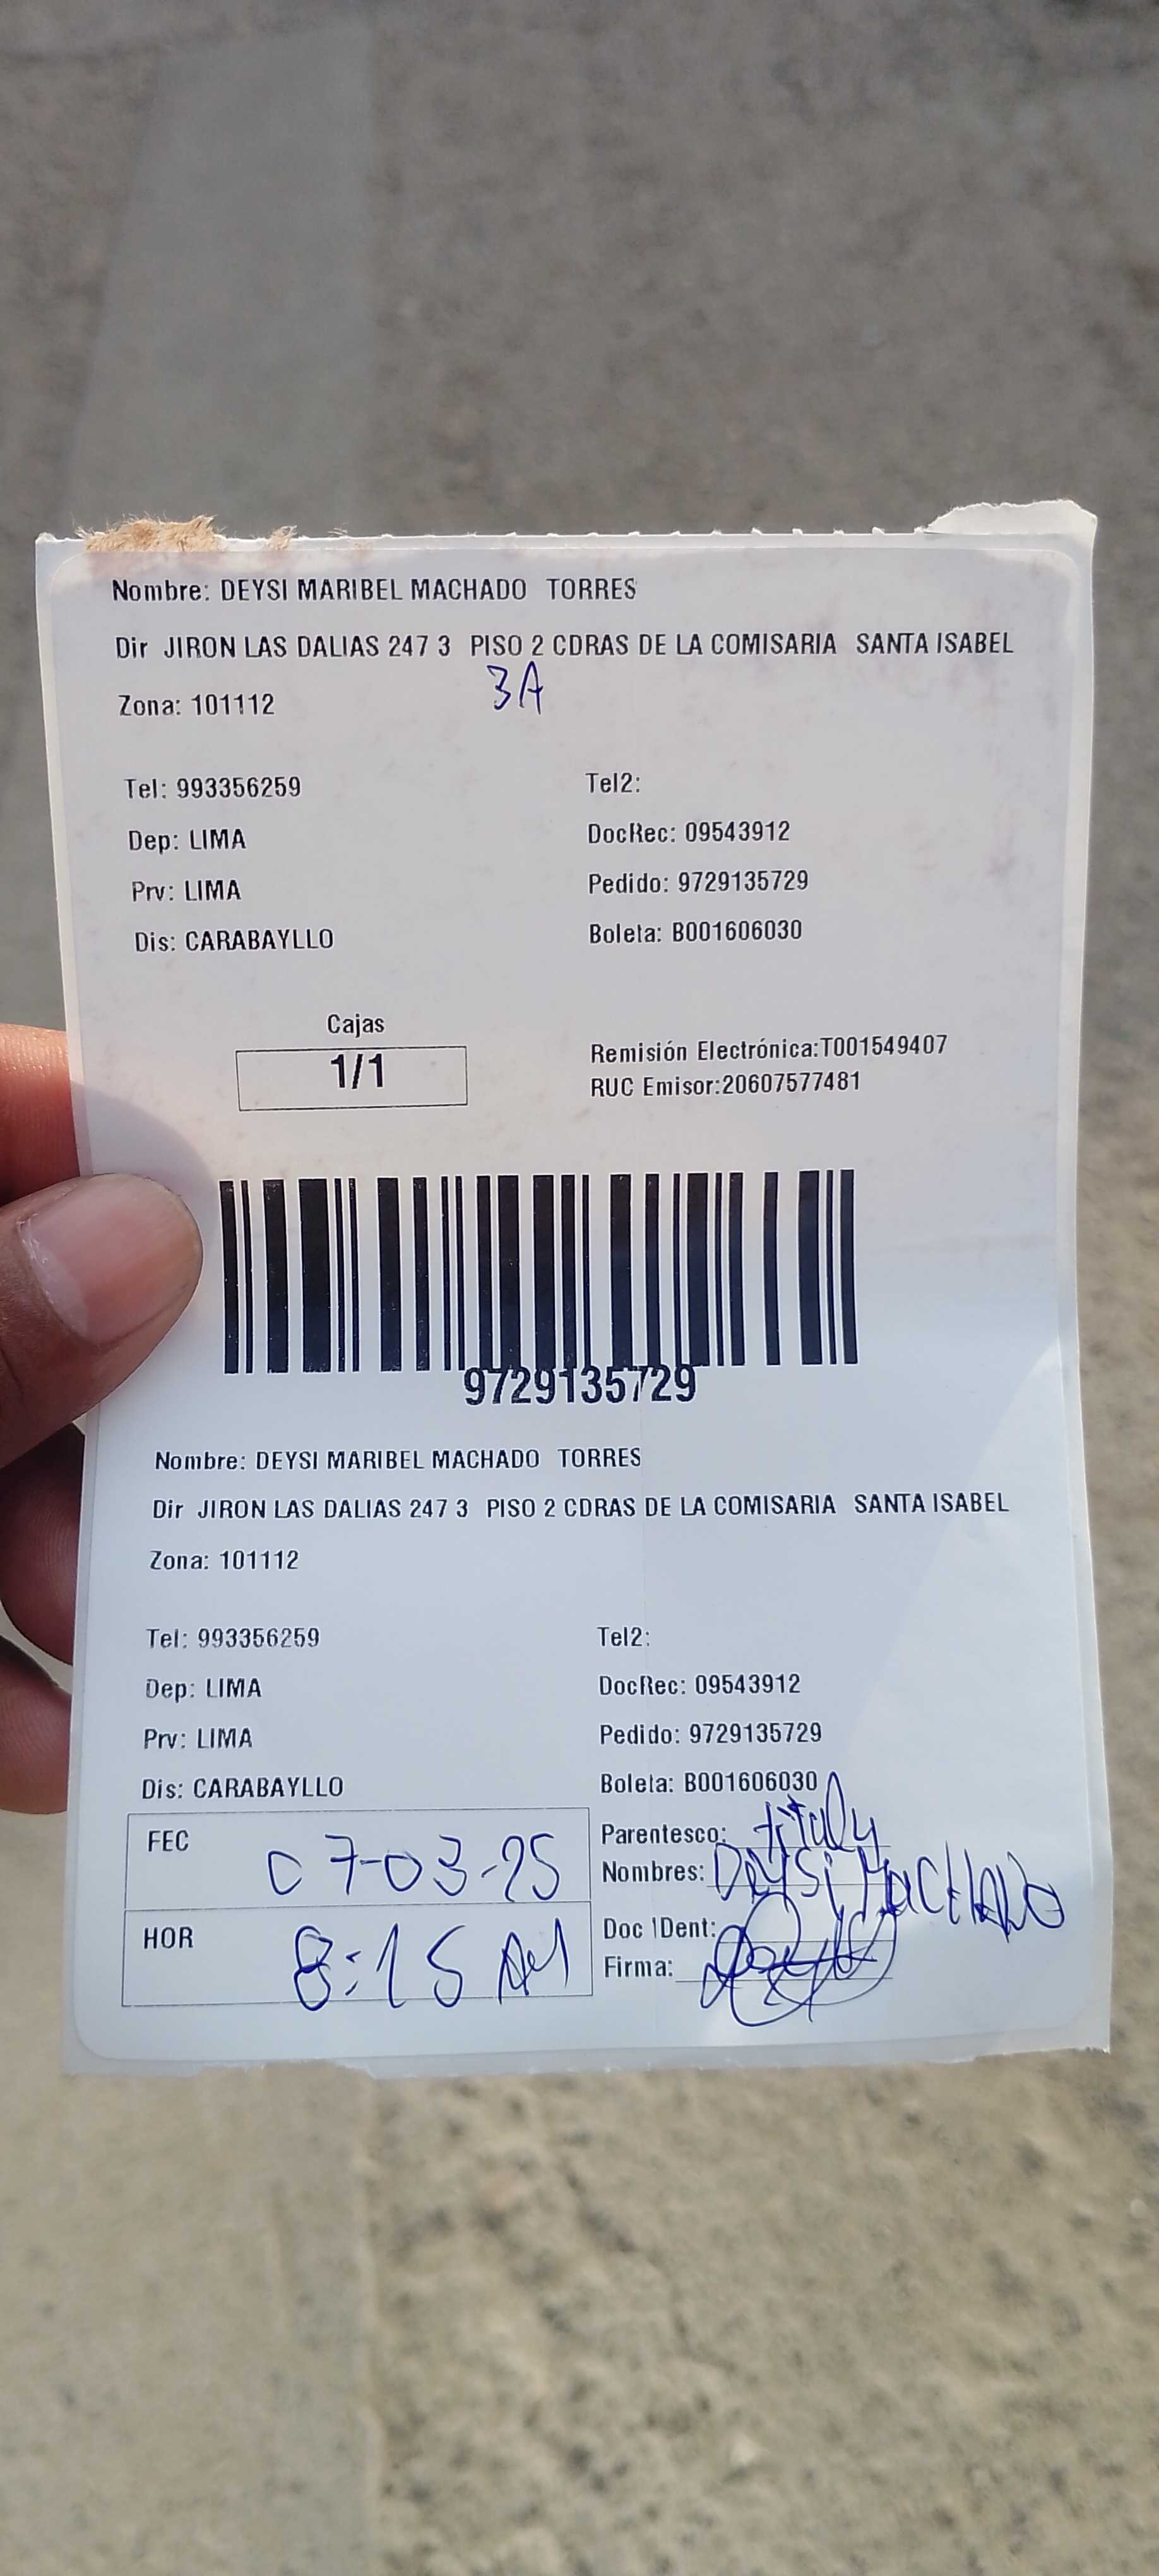 Nombre: DEYSI MARIBEL MACHADO TORRES
Dir JIRON LAS DALIAS 247 3 PISO 2 CDRAS DE LA COMISARIA SANTA ISABEL
3A
Zona: 101112
Tel: 993356259 Tel2:
Dep: LIMA DocRec: 09543912
Prv: LIMA Pedido: 9729135729
Dis: CARABAYLLO Boleta: B001606030
Cajas
1/1
Remisión Electrónica:T001549407
RUC Emisor:20607577481
9729135729
Nombre: DEYSI MARIBEL MACHADO TORRES
Dir JIRON LAS DALIAS 247 3 PISO 2 CDRAS DE LA COMISARIA SANTA ISABEL
Zona: 101112
Tel: 993356259 Tel2:
Dep: LIMA DocRec: 09543912
Prv: LIMA Pedido: 9729135729
Dis: CARABAYLLO Boleta: B001606030
FEC 07-03-25
Parentesco:
Nombres: Deysi MACHADO
HOR 8:15 AM
Doc IDent:
Firma: